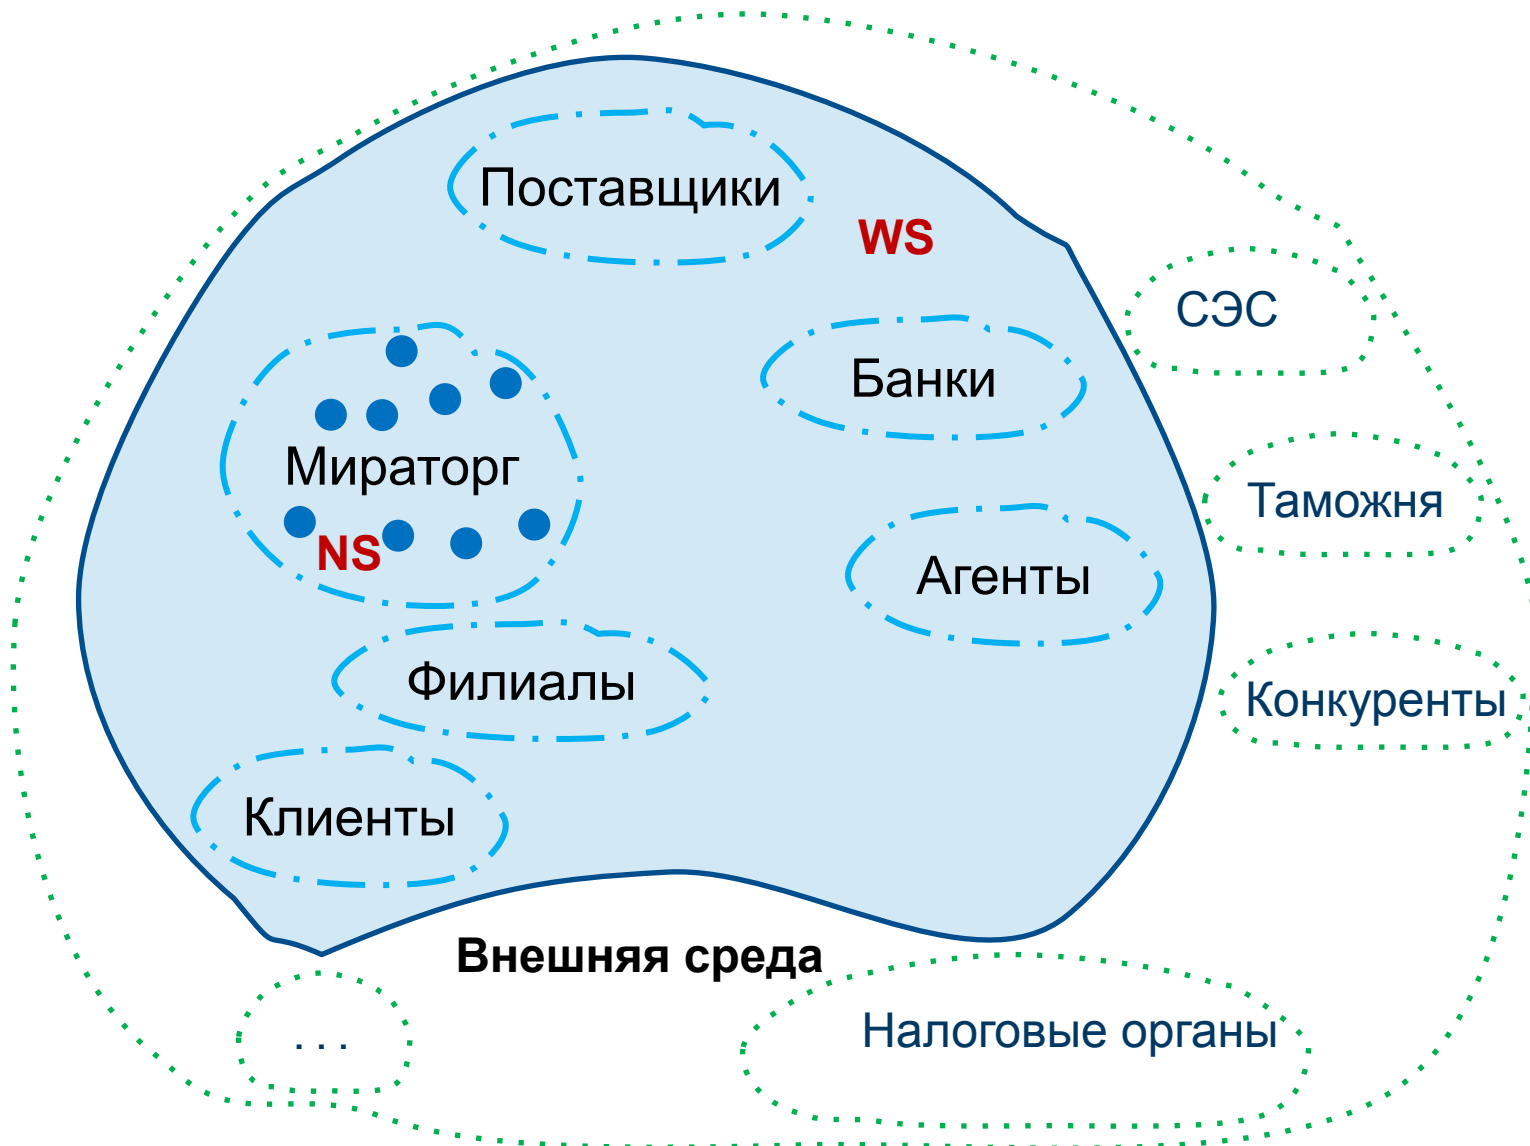 Поставщики
WS
СЭС
Банки
Мираторг
Таможня
NS
Агенты
Филиалы
Конкуренты
Клиенты
Внешняя среда
Налоговые органы
...